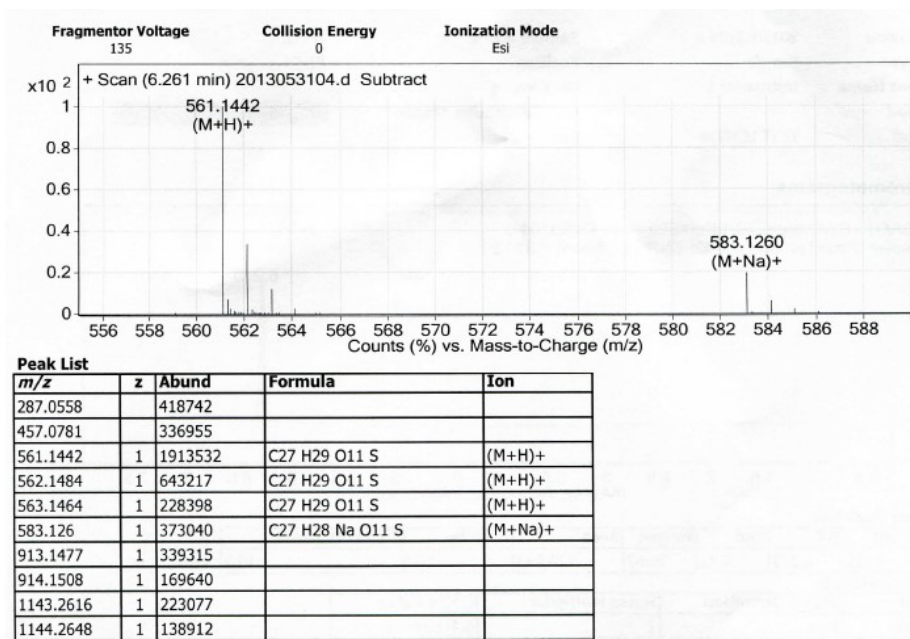 Fragmentor Voltage Collision Energy Ionization Mode
135 0 Esi
x10 2 + Scan (6.261 min) 2013053104.d Subtract
1 561.1442
(M+H)+
0.8
0.6
0.4
583.1260
0.2 (M+Na)+
0
556 558 560 562 564 566 568 570 572 574 576 578 580 582 584 586 588
Counts (%) vs. Mass-to-Charge (m/z)
Peak List
m/z z Abund Formula Ion
287.0558 418742
457.0781 336955
561.1442 1 1913532 C27 H29 O11 S (M+H)+
562.1484 1 643217 C27 H29 O11 S (M+H)+
563.1464 1 228398 C27 H29 O11 S (M+H)+
583.126 1 373040 C27 H28 Na O11 S (M+Na)+
913.1477 1 339315
914.1508 1 169640
1143.2616 1 223077
1144.2648 1 138912